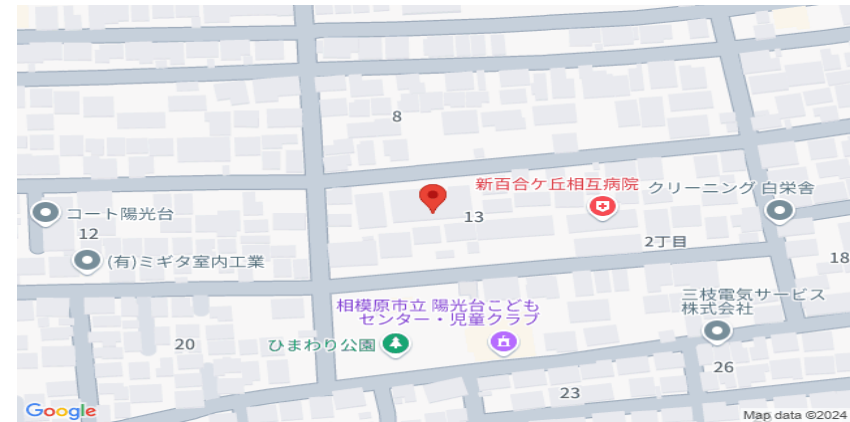 8
新百合ケ丘相互病院
クリーニング 白栄舎
コート陽光台
13
12
2丁目
(有)ミギタ室内工業
18
三枝電気サービス
株式会社
相模原市立 陽光台こども
センター・児童クラブ
ひまわり公園
20
26
23
Google
Map data ©2024